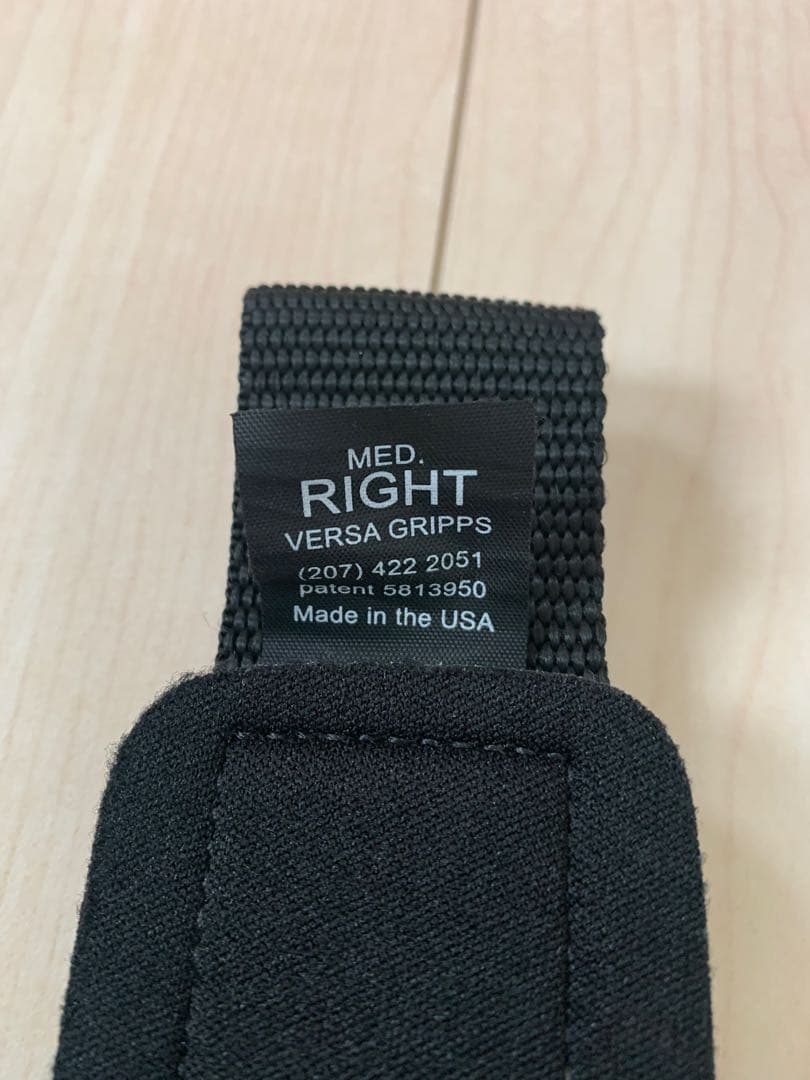 MED.
RIGHT
VERSA GRIPPS
(207) 422 2051
patent 5813950
Made in the USA